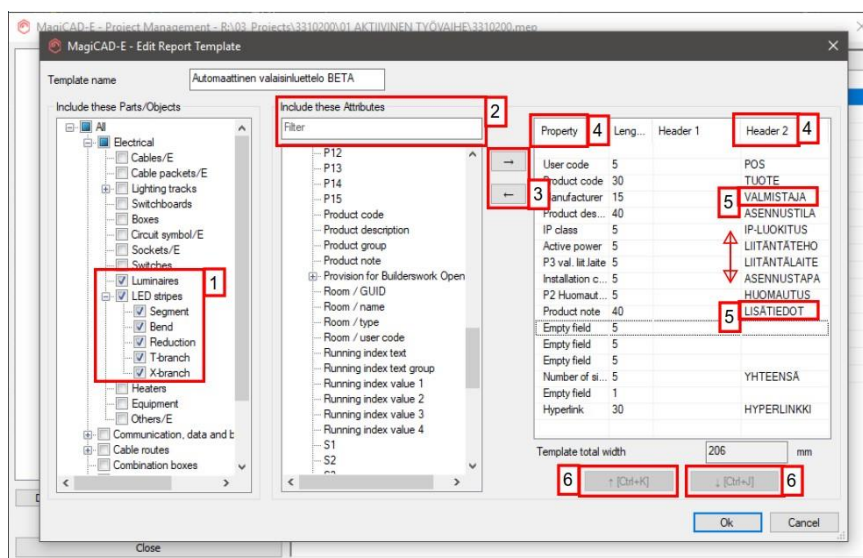 MagiCAD-E - Project Management - R:\03_Projects\3310200\01 AKTIIVINEN TYÖVAIHE\3310200.mep
MagiCAD-E - Edit Report Template
Template name
Automaattinen valaisinluettelo BETA
Include these Parts/Objects
All
Electrical
Cables/E
Cable packets/E
Lighting tracks
Switchboards
Boxes
Circuit symbol/E
Sockets/E
Switches
Luminaires
1
LED stripes
Segment
Bend
Reduction
T-branch
X-branch
Heaters
Equipment
Others/E
Communication, data and t
Cable routes
Combination boxes
Include these Attributes
2
Filter
P12
P13
P14
P15
Product code
Product description
Product group
Product note
Provision for Builderswork Open
Room / GUID
Room / name
Room / type
Room / user code
Running index text
Running index text group
Running index value 1
Running index value 2
Running index value 3
Running index value 4
S1
S2
→
←
3
Property 4 Leng... Header 1 Header 2 4
User code 5 POS
Product code 30 TUOTE
Manufacturer 15 5 VALMISTAJA
Product des... 40 ASENNUSTILA
IP class 5 IP-LUOKITUS
Active power 5 LIITÄNTÄTEHO
P3 val. liit.laite 5 LIITÄNTÄLAITE
Installation c... 5 ASENNUSTAPA
P2 Huomaut... 5 HUOMAUTUS
Product note 40 5 LISÄTIEDOT
Empty field 5
Empty field 5
Empty field 5
Number of si... 5 YHTEENSÄ
Empty field 1
Hyperlink 30 HYPERLINKKI
Template total width 206 mm
6 ↑ [Ctrl+K] ↓ [Ctrl+J] 6
Ok Cancel
Close